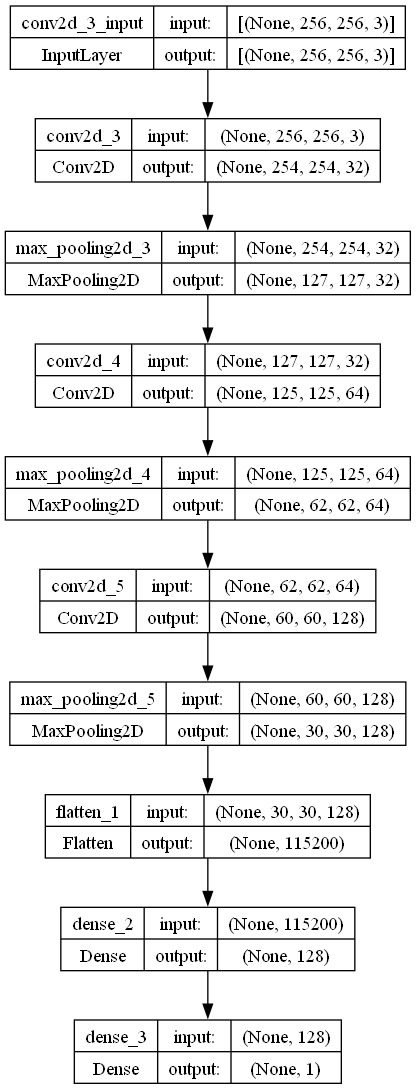 conv2d_3_input input: [(None, 256, 256, 3)]
InputLayer output: [(None, 256, 256, 3)]
conv2d_3 input: (None, 256, 256, 3)
Conv2D output: (None, 254, 254, 32)
max_pooling2d_3 input: (None, 254, 254, 32)
MaxPooling2D output: (None, 127, 127, 32)
conv2d_4 input: (None, 127, 127, 32)
Conv2D output: (None, 125, 125, 64)
max_pooling2d_4 input: (None, 125, 125, 64)
MaxPooling2D output: (None, 62, 62, 64)
conv2d_5 input: (None, 62, 62, 64)
Conv2D output: (None, 60, 60, 128)
max_pooling2d_5 input: (None, 60, 60, 128)
MaxPooling2D output: (None, 30, 30, 128)
flatten_1 input: (None, 30, 30, 128)
Flatten output: (None, 115200)
dense_2 input: (None, 115200)
Dense output: (None, 128)
dense_3 input: (None, 128)
Dense output: (None, 1)